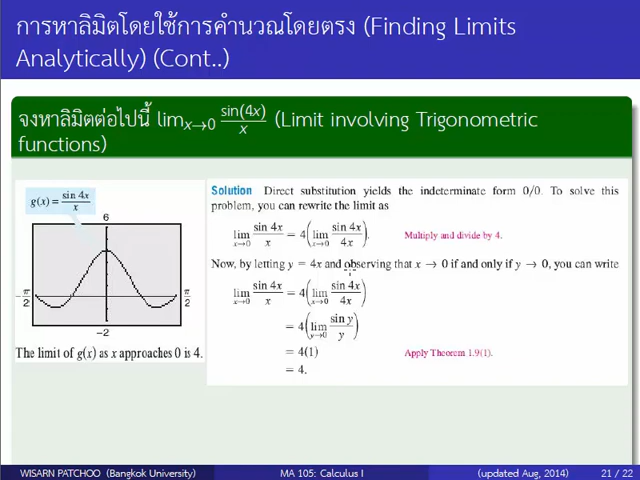 การหาลิมิตโดยใช้การคำนวณโดยตรง (Finding Limits
Analytically) (Cont..)
จงหาลิมิตต่อไปนี้ lim x→0 sin(4x)/x (Limit involving Trigonometric
functions)
g(x) = sin 4x / x
6
−π/2
π/2
−2
The limit of g(x) as x approaches 0 is 4.
Solution Direct substitution yields the indeterminate form 0/0. To solve this
problem, you can rewrite the limit as
lim x→0 sin 4x / x = 4(lim x→0 sin 4x / 4x). Multiply and divide by 4.
Now, by letting y = 4x and observing that x → 0 if and only if y → 0, you can write
lim x→0 sin 4x / x = 4(lim x→0 sin 4x / 4x)
= 4(lim y→0 sin y / y)
= 4(1) Apply Theorem 1.9(1).
= 4.
WISARN PATCHOO (Bangkok University) MA 105: Calculus I (updated Aug, 2014) 21 / 22